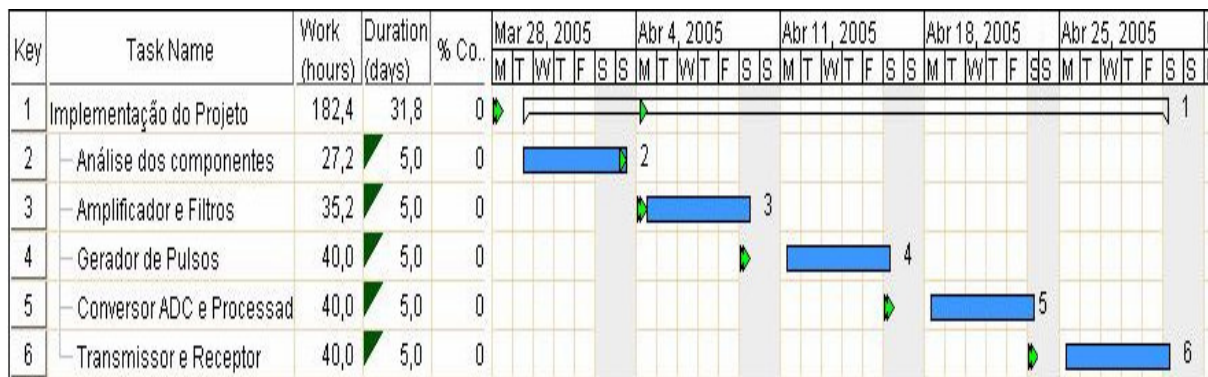 Key Task Name Work (hours) Duration (days) % Co.. Mar 28, 2005 Abr 4, 2005 Abr 11, 2005 Abr 18, 2005 Abr 25, 2005
M T W T F S S M T W T F S S M T W T F S S M T W T F S S M T W T F S S
1 Implementação do Projeto 182,4 31,8 0 1
2 Análise dos componentes 27,2 5,0 0 2
3 Amplificador e Filtros 35,2 5,0 0 3
4 Gerador de Pulsos 40,0 5,0 0 4
5 Conversor ADC e Processad 40,0 5,0 0 5
6 Transmissor e Receptor 40,0 5,0 0 6